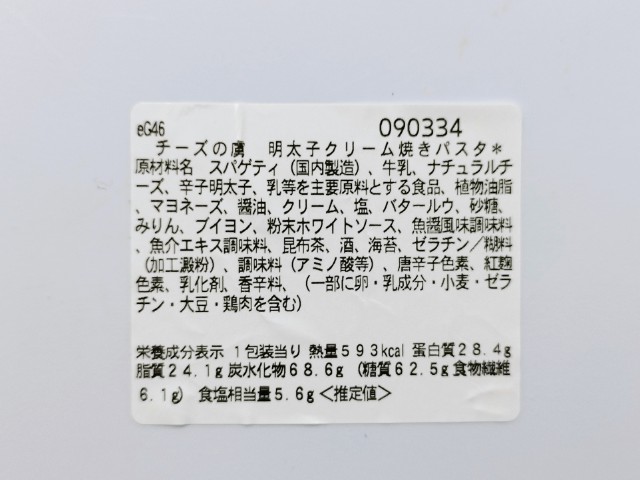 eG46 090334
チーズの虜 明太子クリーム焼きパスタ*
原材料名 スパゲティ(国内製造)、牛乳、ナチュラルチ
ーズ、辛子明太子、乳等を主要原料とする食品、植物油脂
、マヨネーズ、醤油、クリーム、塩、バタールウ、砂糖、
みりん、ブイヨン、粉末ホワイトソース、魚醤風味調味料
、魚介エキス調味料、昆布茶、酒、海苔、ゼラチン/糊料
(加工澱粉)、調味料(アミノ酸等)、唐辛子色素、紅麹
色素、乳化剤、香辛料、(一部に卵・乳成分・小麦・ゼラ
チン・大豆・鶏肉を含む)
栄養成分表示 1包装当り 熱量593kcal 蛋白質28.4g
脂質24.1g 炭水化物68.6g (糖質62.5g 食物繊維
6.1g) 食塩相当量5.6g <推定値>